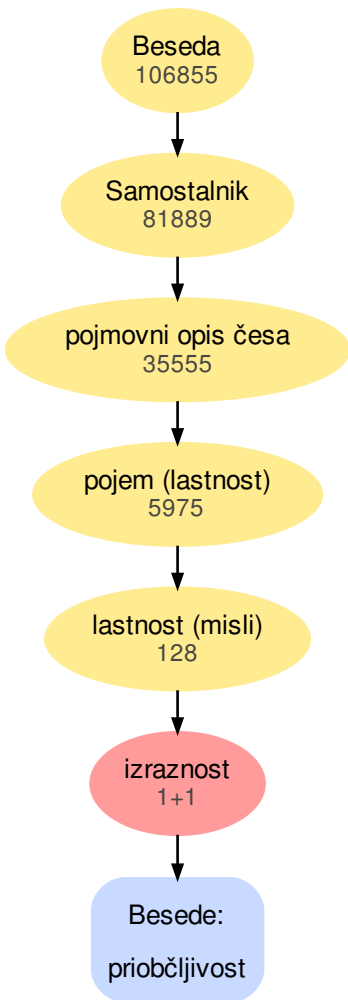 Beseda
106855
Samostalnik
81889
pojmovni opis česa
35555
pojem (lastnost)
5975
lastnost (misli)
128
izraznost
1+1
Besede:
priobčljivost